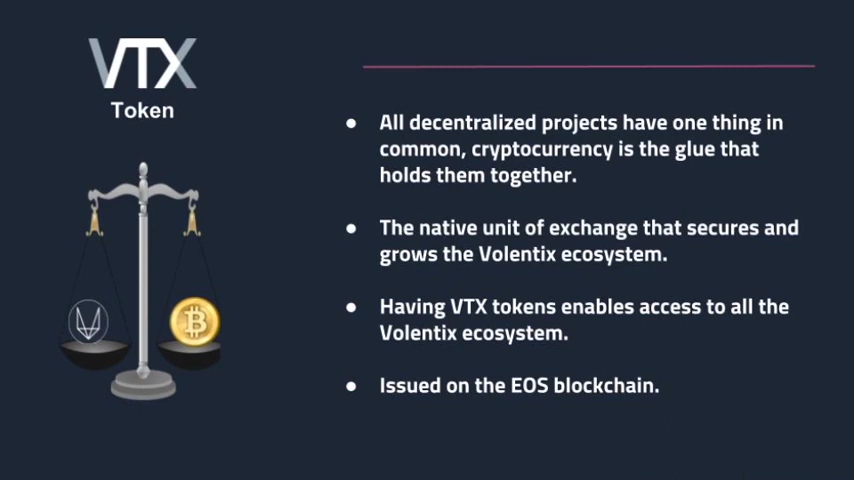 VTX
Token
● All decentralized projects have one thing in
common, cryptocurrency is the glue that
holds them together.
● The native unit of exchange that secures and
grows the Volentix ecosystem.
● Having VTX tokens enables access to all the
Volentix ecosystem.
● Issued on the EOS blockchain.